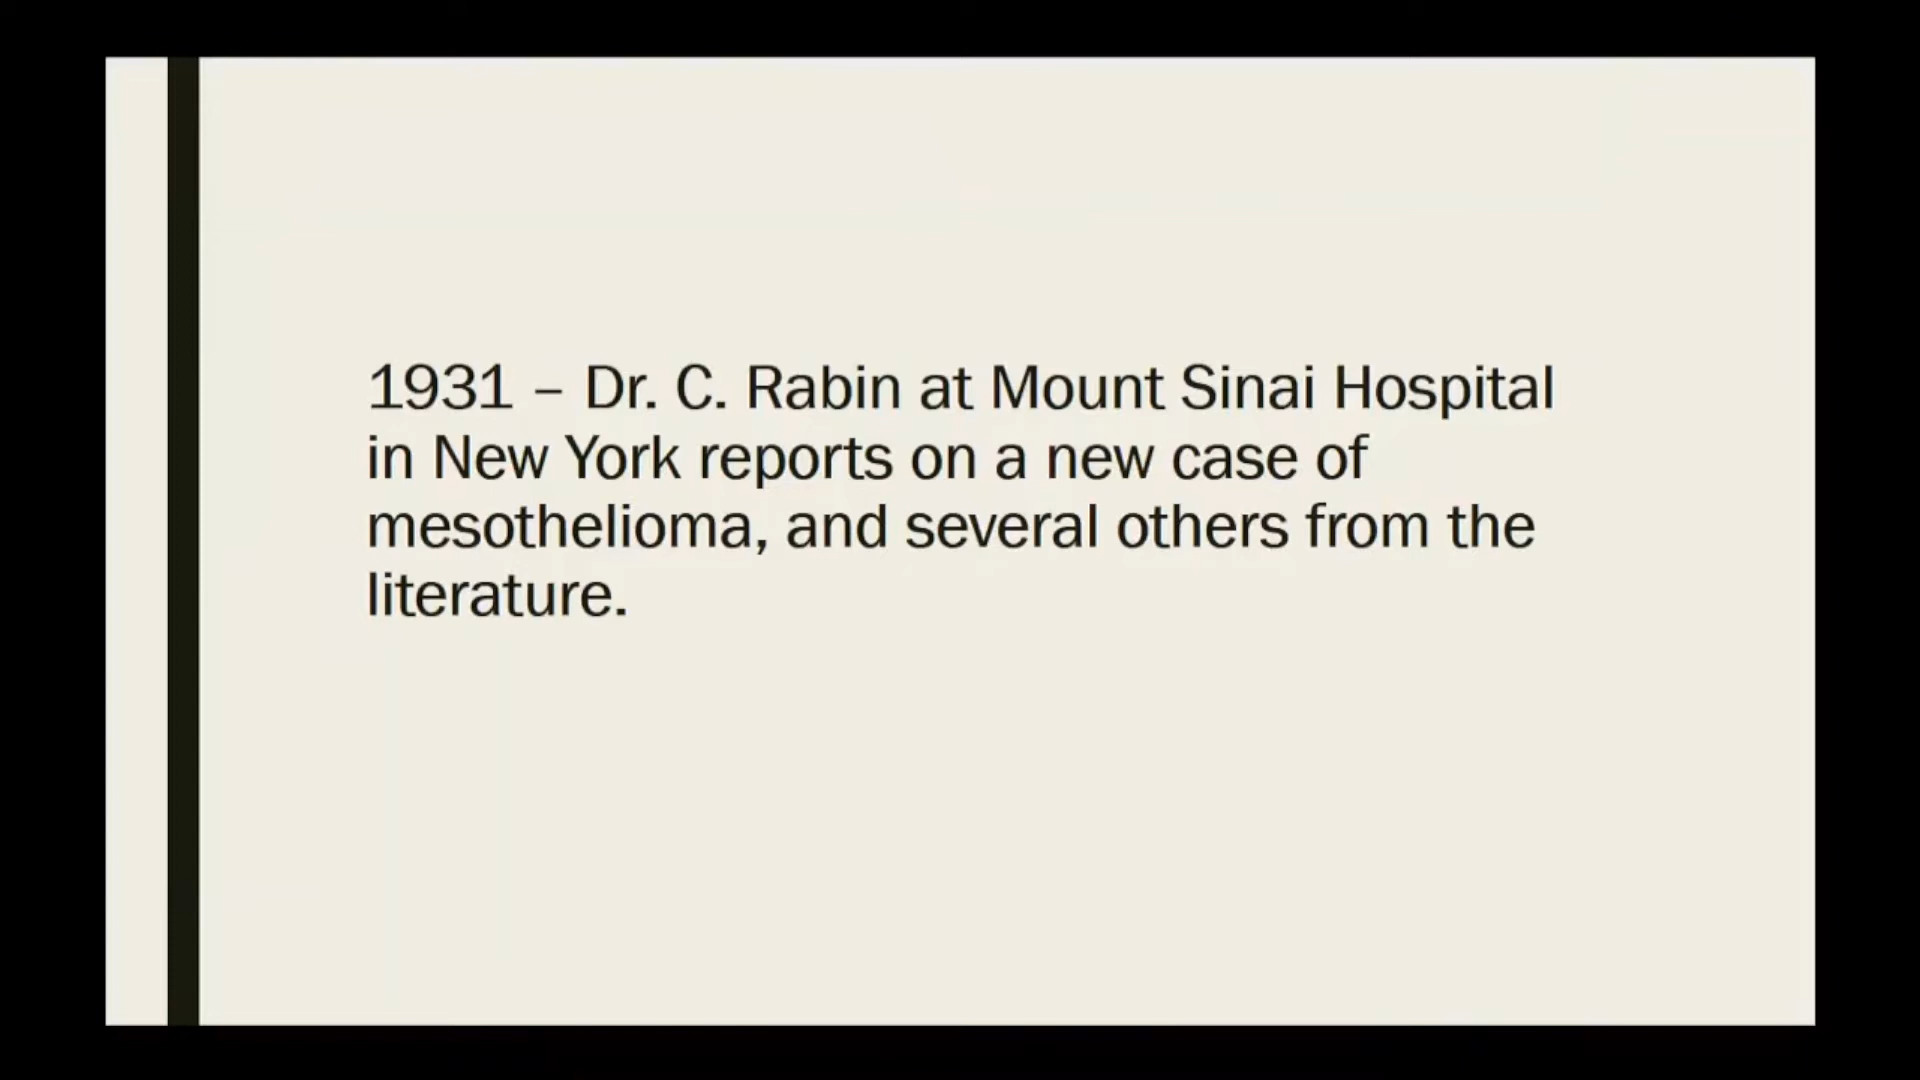 1931 – Dr. C. Rabin at Mount Sinai Hospital
in New York reports on a new case of
mesothelioma, and several others from the
literature.